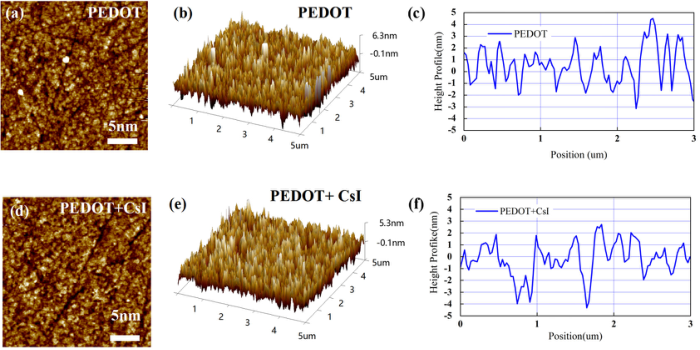 (a) PEDOT
5nm
(b) PEDOT
6.3nm
-0.1nm
5um
4
3
2
1
1
2
3
4
5um
(c)
PEDOT
Height Profile(nm)
5
4
3
2
1
0
-1
-2
-3
-4
-5
0
1
2
3
Position (um)
(d) PEDOT+CsI
5nm
(e) PEDOT+ CsI
5.3nm
-0.1nm
5um
4
3
2
1
1
2
3
4
5um
(f)
PEDOT+CsI
Height Profike(nm)
5
4
3
2
1
0
-1
-2
-3
-4
-5
0
1
2
3
Position(um)